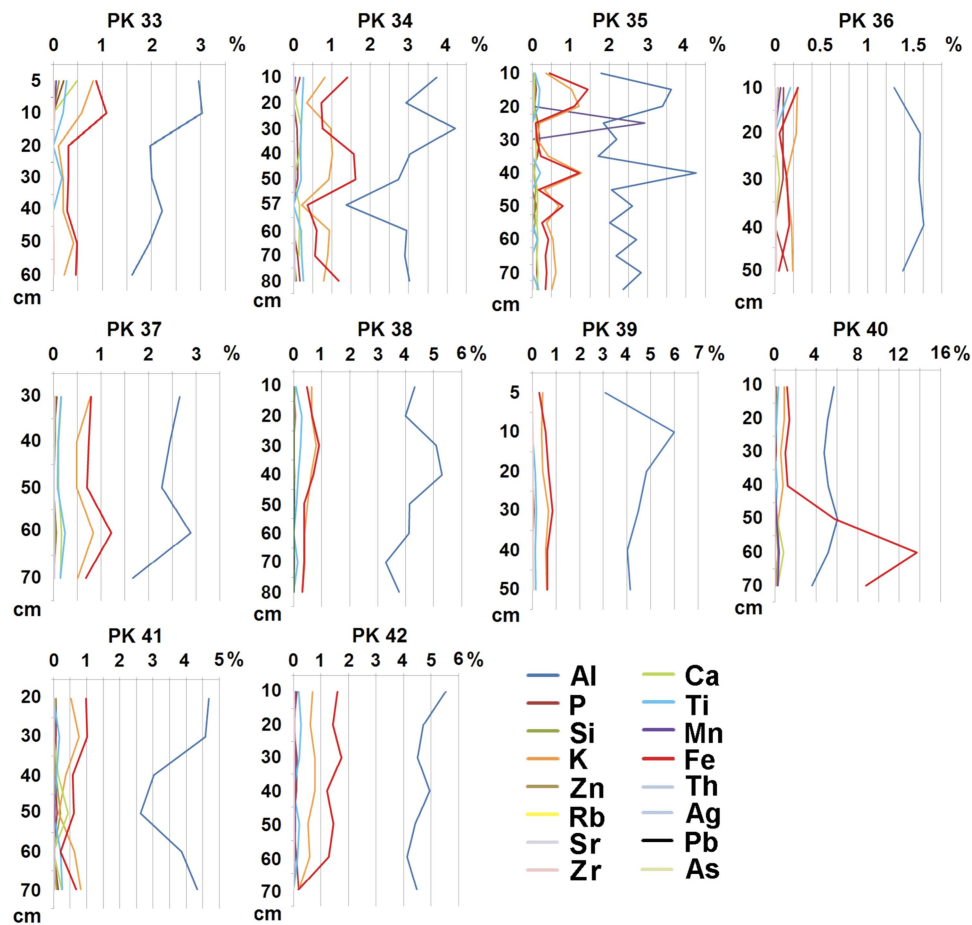 PK 33
0 1 2 3 %
5
10
20
30
40
50
60
cm
PK 34
0 1 2 3 4 %
10
20
30
40
50
57
60
70
80
cm
PK 35
0 1 2 3 4 %
10
20
30
40
50
60
70
cm
PK 36
0 0.5 1 1.5 %
10
20
30
40
50
cm
PK 37
0 1 2 3 %
30
40
50
60
70
cm
PK 38
0 1 2 3 4 5 6 %
10
20
30
40
50
60
70
80
cm
PK 39
0 1 2 3 4 5 6 7 %
5
10
20
30
40
50
cm
PK 40
0 4 8 12 16 %
10
20
30
40
50
60
70
cm
PK 41
0 1 2 3 4 5 %
20
30
40
50
60
70
cm
PK 42
0 1 2 3 4 5 6 %
10
20
30
40
50
60
70
cm
Al Ca
P Ti
Si Mn
K Fe
Zn Th
Rb Ag
Sr Pb
Zr As